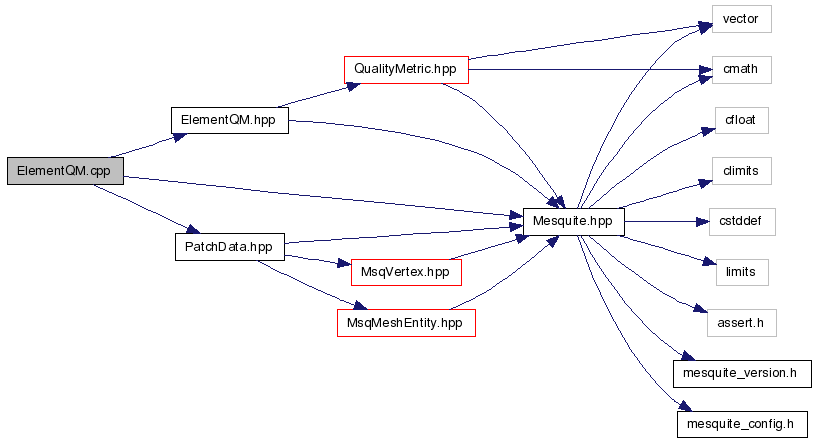 vector
QualityMetric.hpp
cmath
ElementQM.hpp
cfloat
ElementQM.cpp
climits
Mesquite.hpp
cstddef
PatchData.hpp
MsqVertex.hpp
limits
MsqMeshEntity.hpp
assert.h
mesquite_version.h
mesquite_config.h